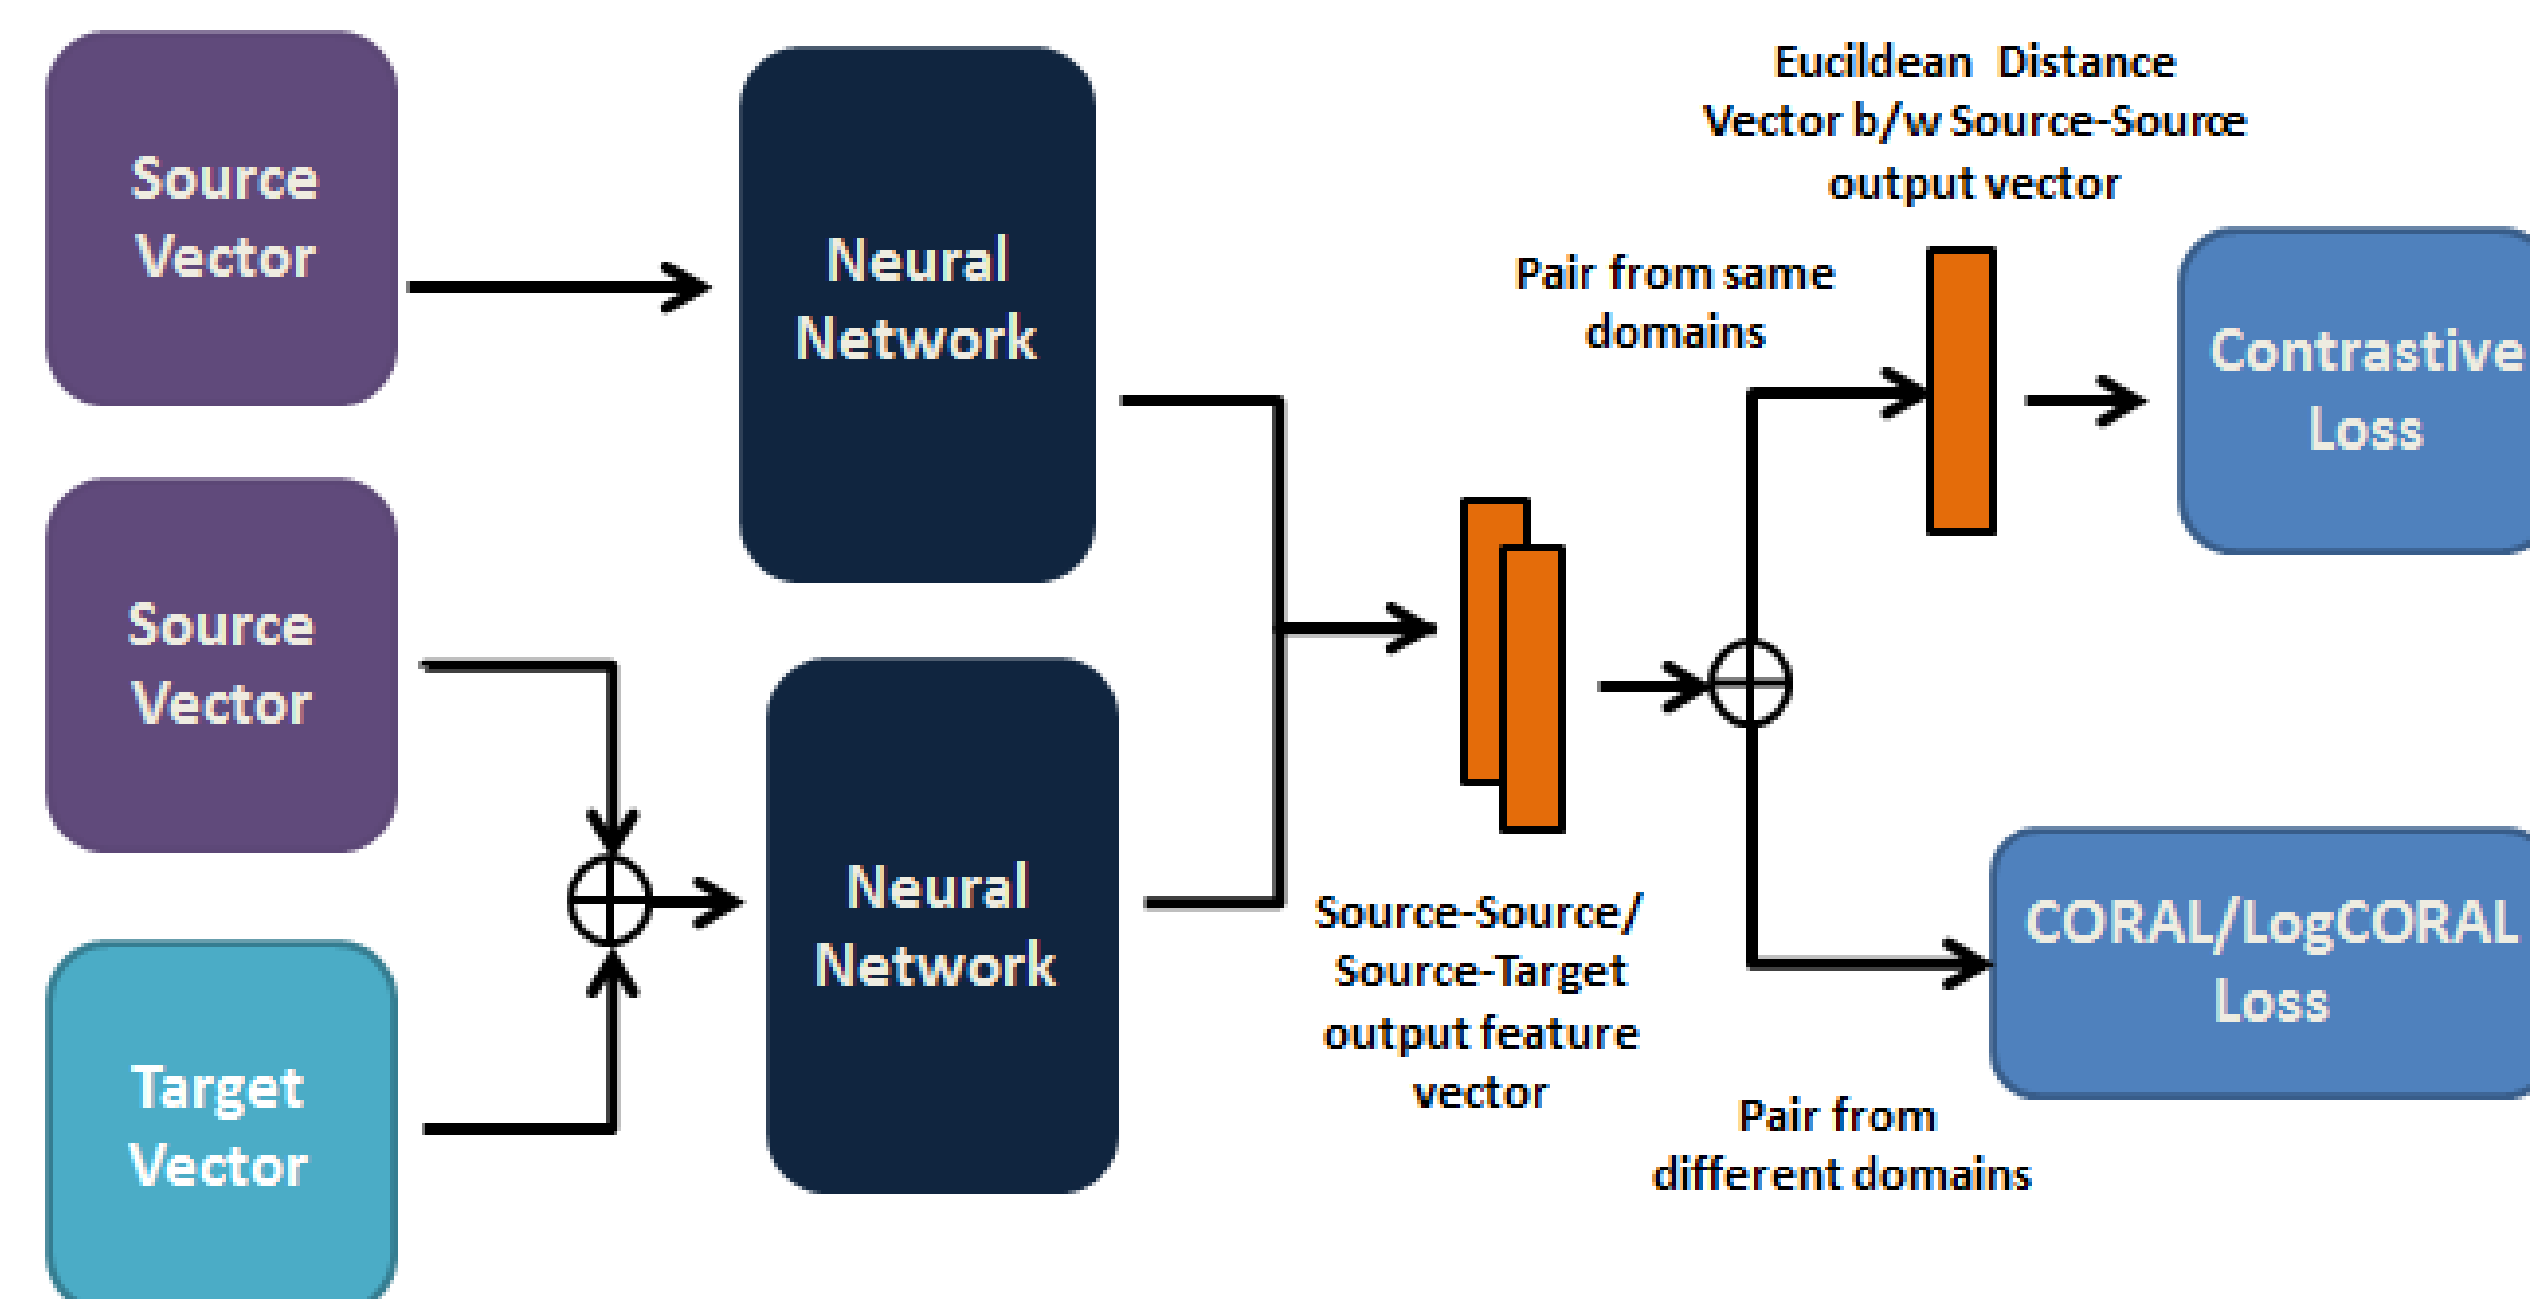 Source
Vector
Source
Vector
Target
Vector
Neural
Network
Neural
Network
Source-Source/
Source-Target
output feature
vector
Eucildean Distance
Vector b/w Source-Source
output vector
Pair from same
domains
Contrastive
Loss
CORAL/LogCORAL
Loss
Pair from
different domains